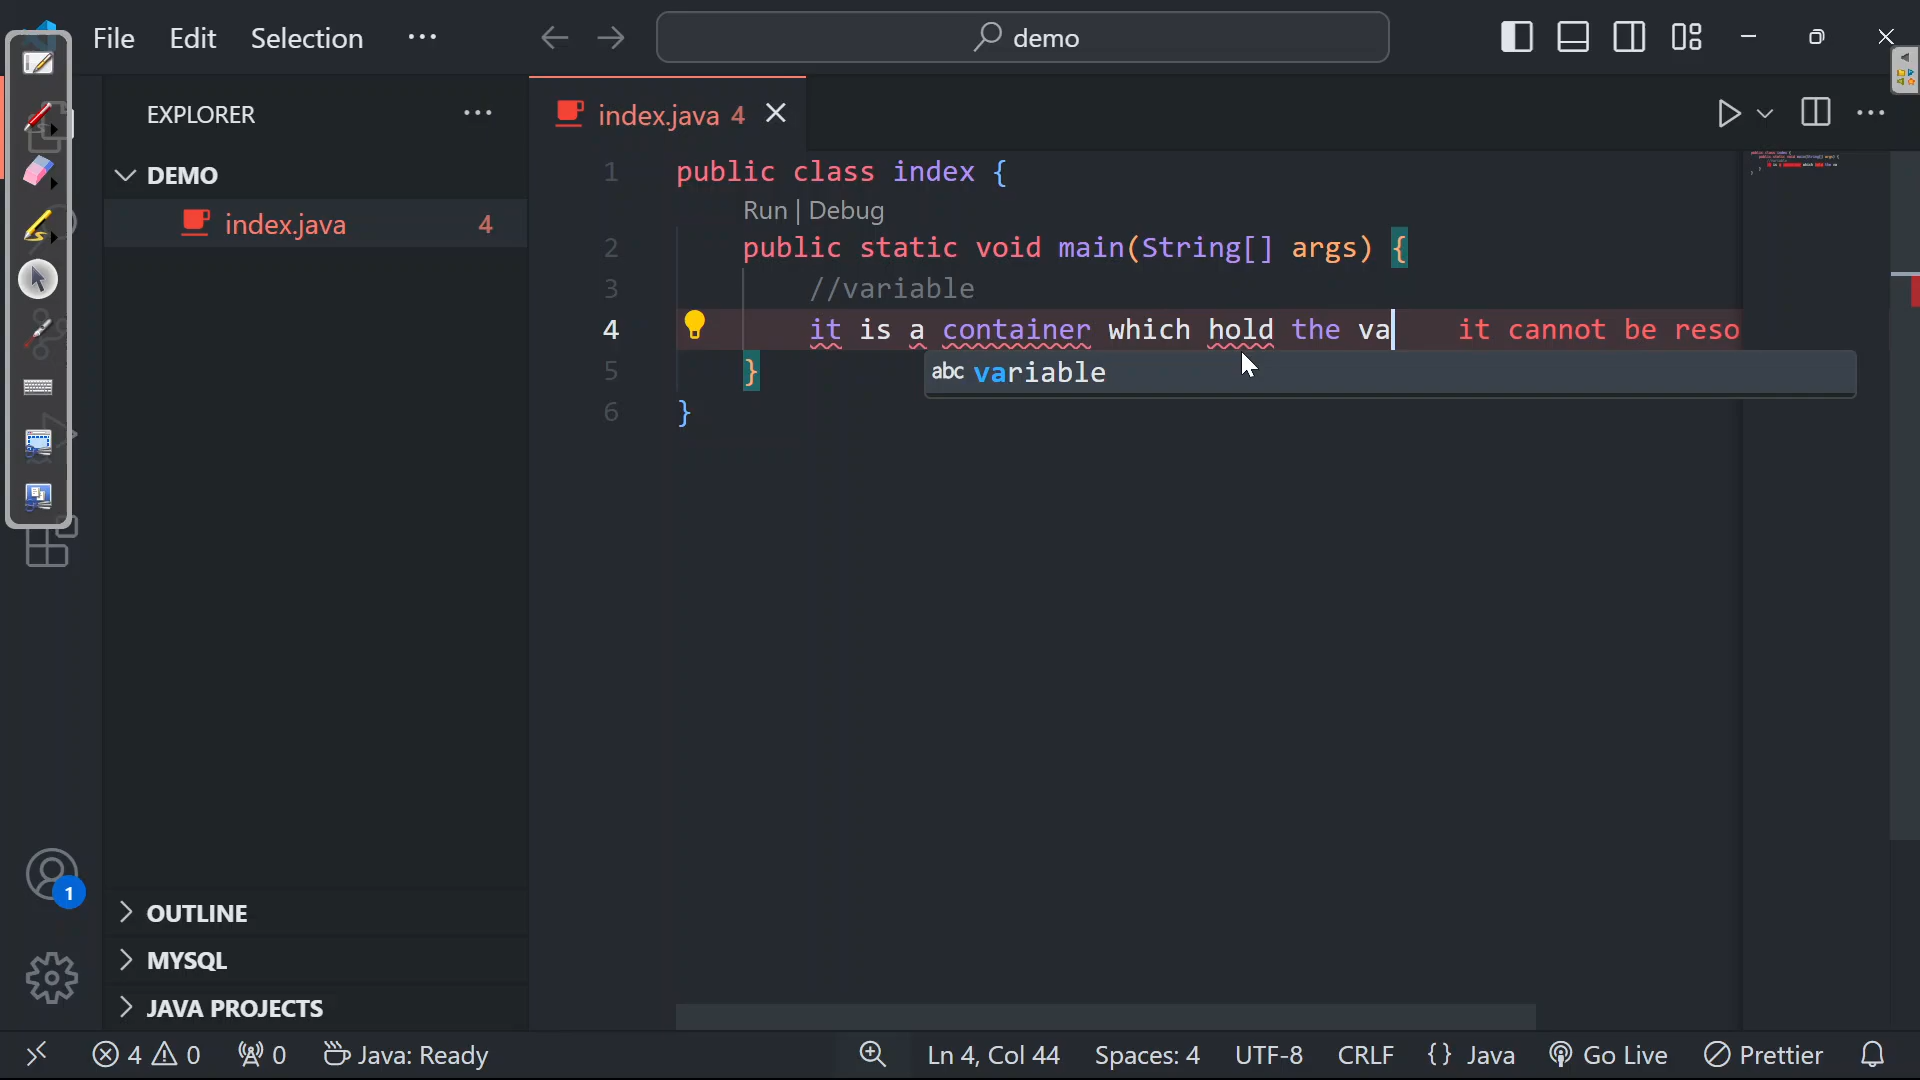 File Edit Selection ···
demo
EXPLORER ···
DEMO
index.java 4
OUTLINE
MYSQL
JAVA PROJECTS
index.java 4
1 public class index {
Run | Debug
2 public static void main(String[] args) {
3 //variable
4 it is a container which hold the va it cannot be reso
abc variable
5 }
6 }
1
4 0 0 Java: Ready
Ln 4, Col 44 Spaces: 4 UTF-8 CRLF {} Java Go Live Prettier